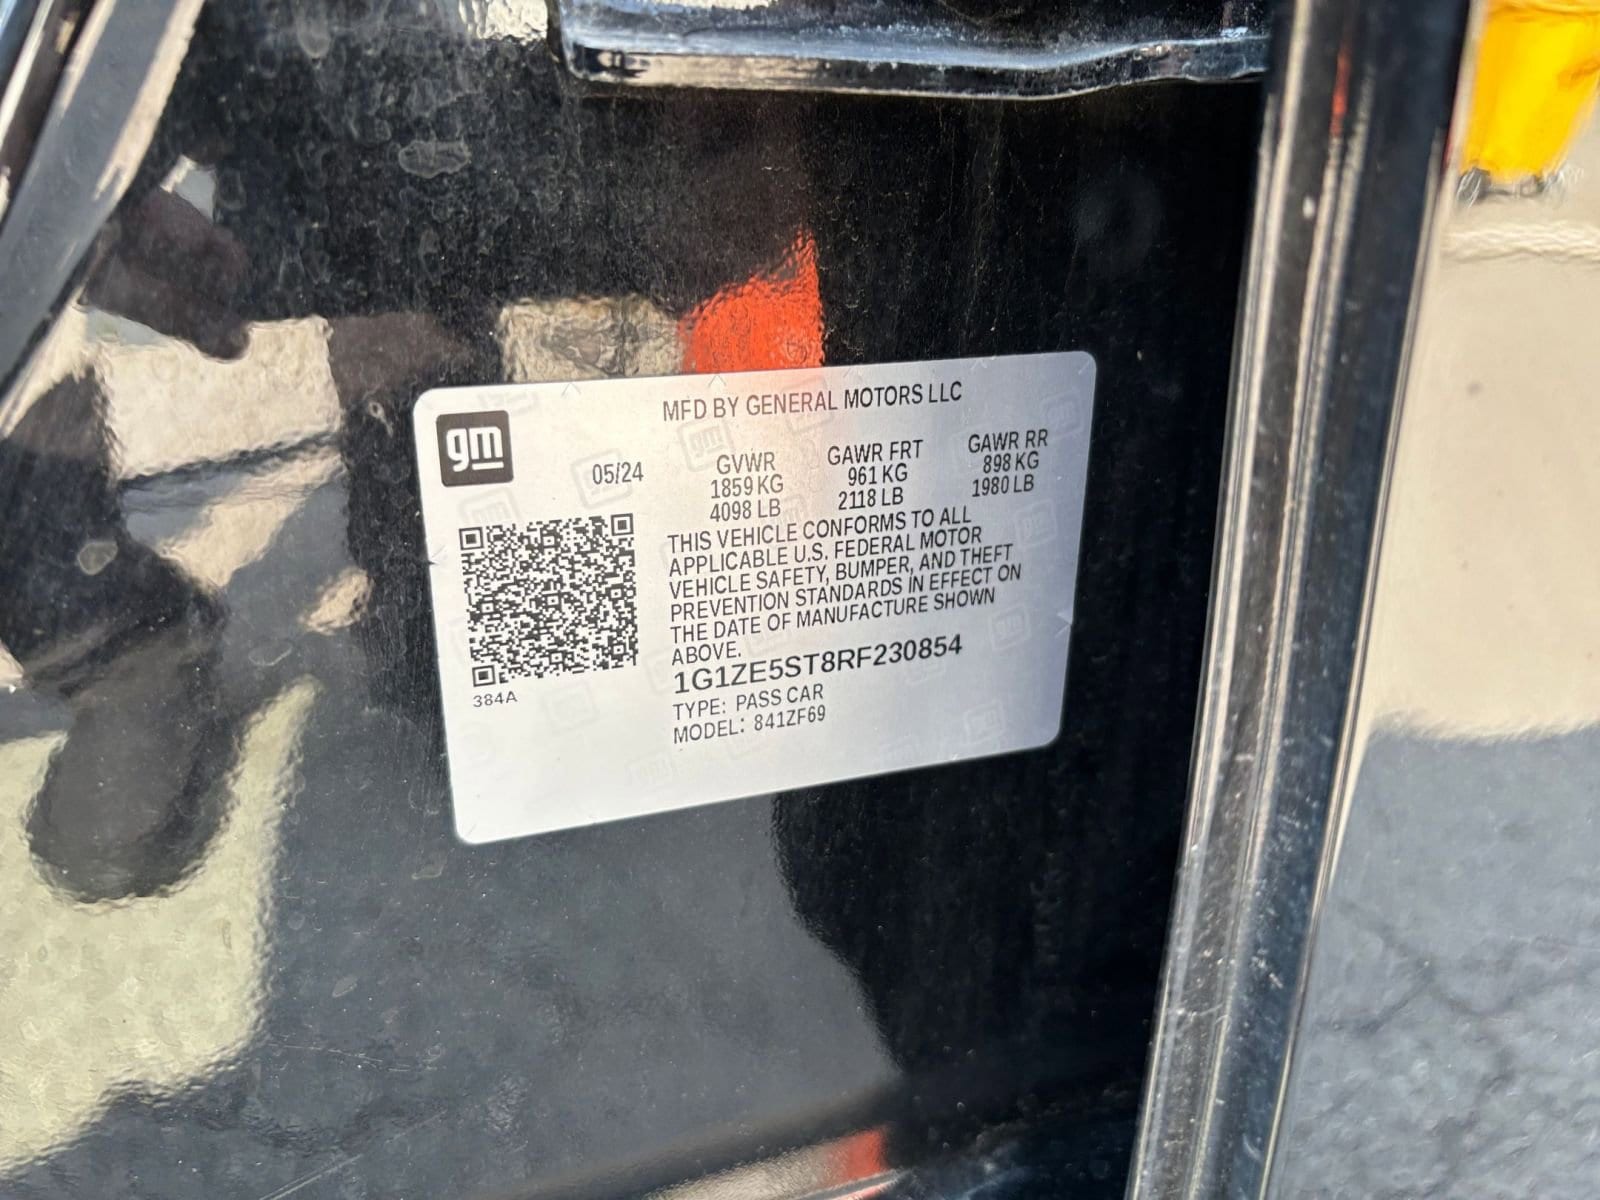 MFD BY GENERAL MOTORS LLC
gm
05/24
GVWR
1859 KG
4098 LB
GAWR FRT
961 KG
2118 LB
GAWR RR
898 KG
1980 LB
THIS VEHICLE CONFORMS TO ALL
APPLICABLE U.S. FEDERAL MOTOR
VEHICLE SAFETY, BUMPER, AND THEFT
PREVENTION STANDARDS IN EFFECT ON
THE DATE OF MANUFACTURE SHOWN
ABOVE.
1G1ZE5ST8RF230854
TYPE: PASS CAR
MODEL: 841ZF69
384A